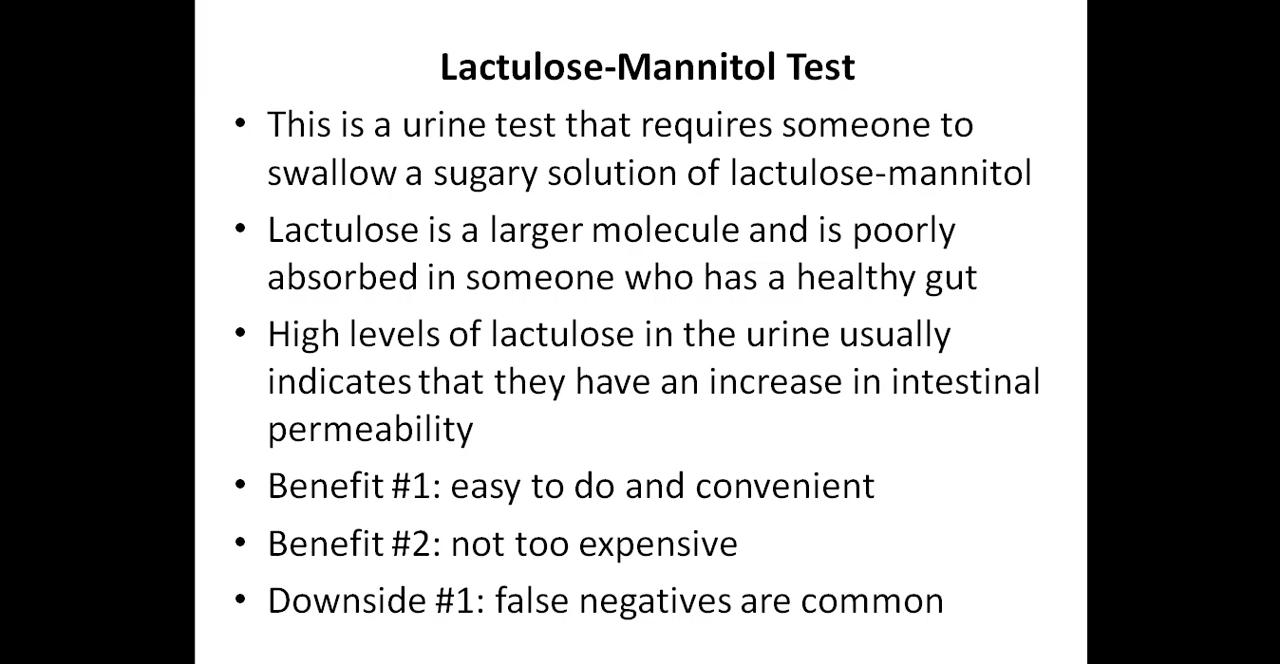 Lactulose-Mannitol Test
• This is a urine test that requires someone to
swallow a sugary solution of lactulose-mannitol
• Lactulose is a larger molecule and is poorly
absorbed in someone who has a healthy gut
• High levels of lactulose in the urine usually
indicates that they have an increase in intestinal
permeability
• Benefit #1: easy to do and convenient
• Benefit #2: not too expensive
• Downside #1: false negatives are common